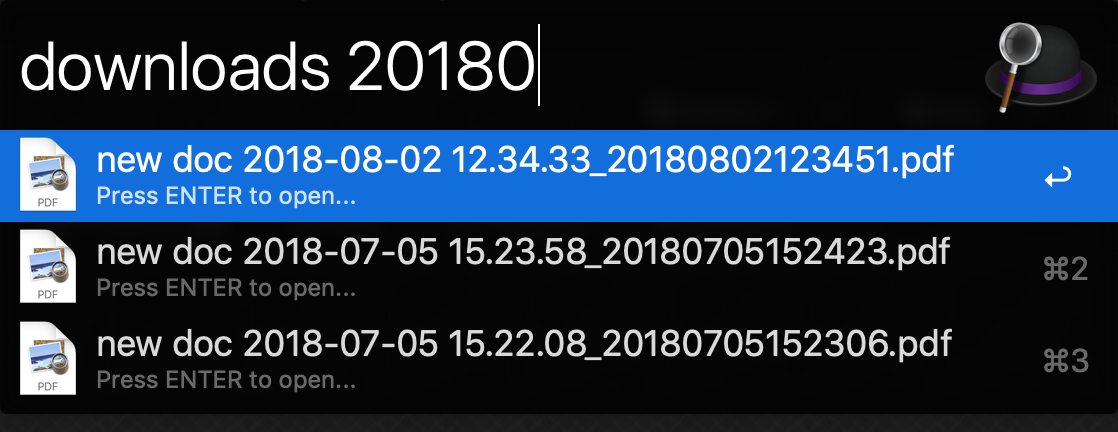 downloads 20180
new doc 2018-08-02 12.34.33_20180802123451.pdf
Press ENTER to open...
PDF
new doc 2018-07-05 15.23.58_20180705152423.pdf
Press ENTER to open...
⌘2
PDF
new doc 2018-07-05 15.22.08_20180705152306.pdf
Press ENTER to open...
⌘3
PDF